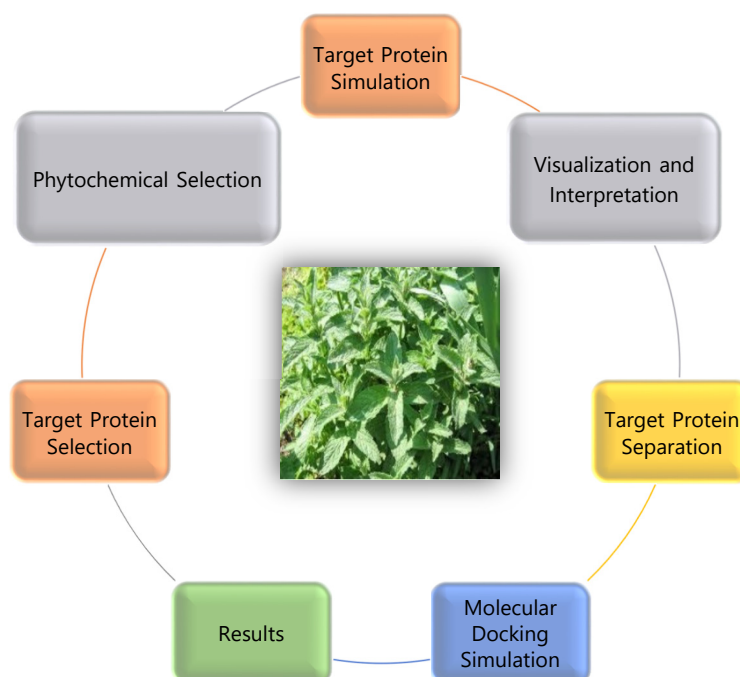 Target Protein
Simulation
Phytochemical Selection
Visualization and
Interpretation
Target Protein
Selection
Target Protein
Separation
Results
Molecular
Docking
Simulation